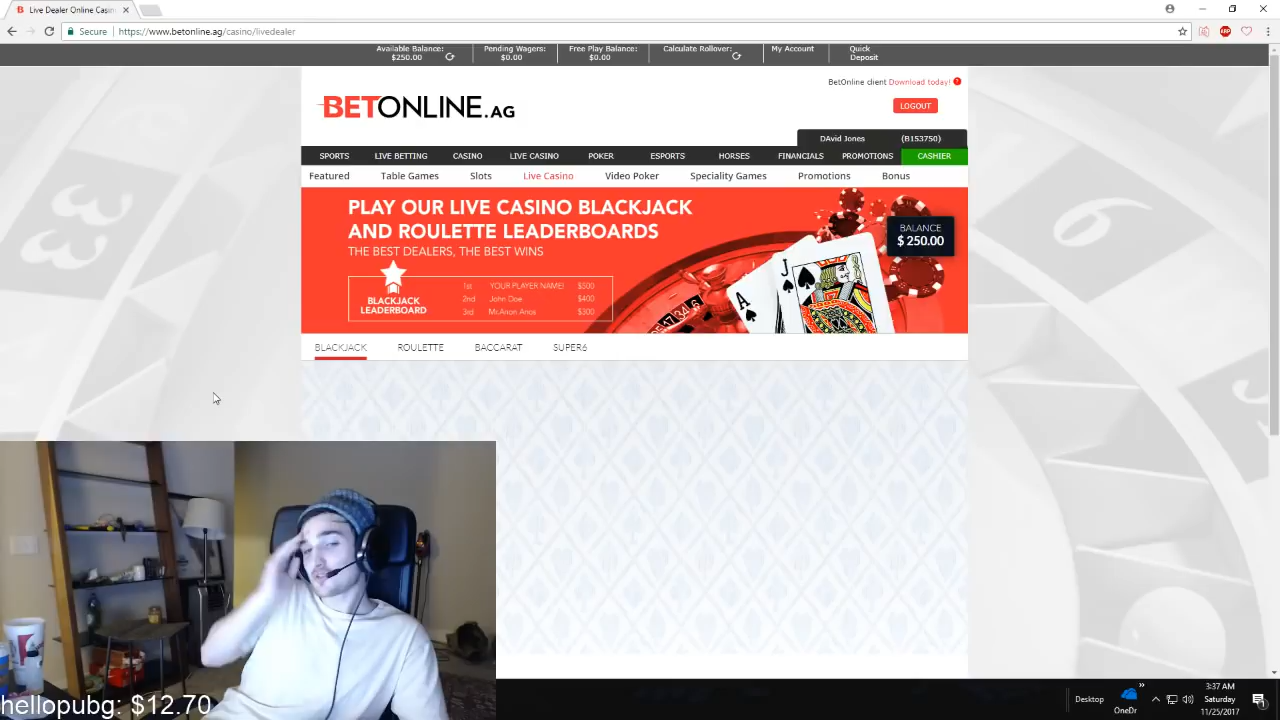 Live Dealer Online Casin
Secure
https://www.betonline.ag/casino/livedealer
ABP
Available Balance: $250.00
Pending Wagers: $0.00
Free Play Balance: $0.00
Calculate Rollover:
My Account
Quick Deposit
BetOnline client Download today! ?
BETONLINE.AG
LOGOUT
DAvid Jones (B153750)
SPORTS LIVE BETTING CASINO LIVE CASINO POKER ESPORTS HORSES FINANCIALS PROMOTIONS CASHIER
Featured Table Games Slots Live Casino Video Poker Speciality Games Promotions Bonus
PLAY OUR LIVE CASINO BLACKJACK
AND ROULETTE LEADERBOARDS
THE BEST DEALERS, THE BEST WINS
BALANCE
$ 250.00
BLACKJACK
LEADERBOARD
1st YOUR PLAYER NAME! $500
2nd John Doe $400
3rd Mr.Anon Anos $300
A
J
BLACKJACK ROULETTE BACCARAT SUPER6
hellopubg: $12.70
Desktop
OneDr
3:37 AM
Saturday
11/25/2017